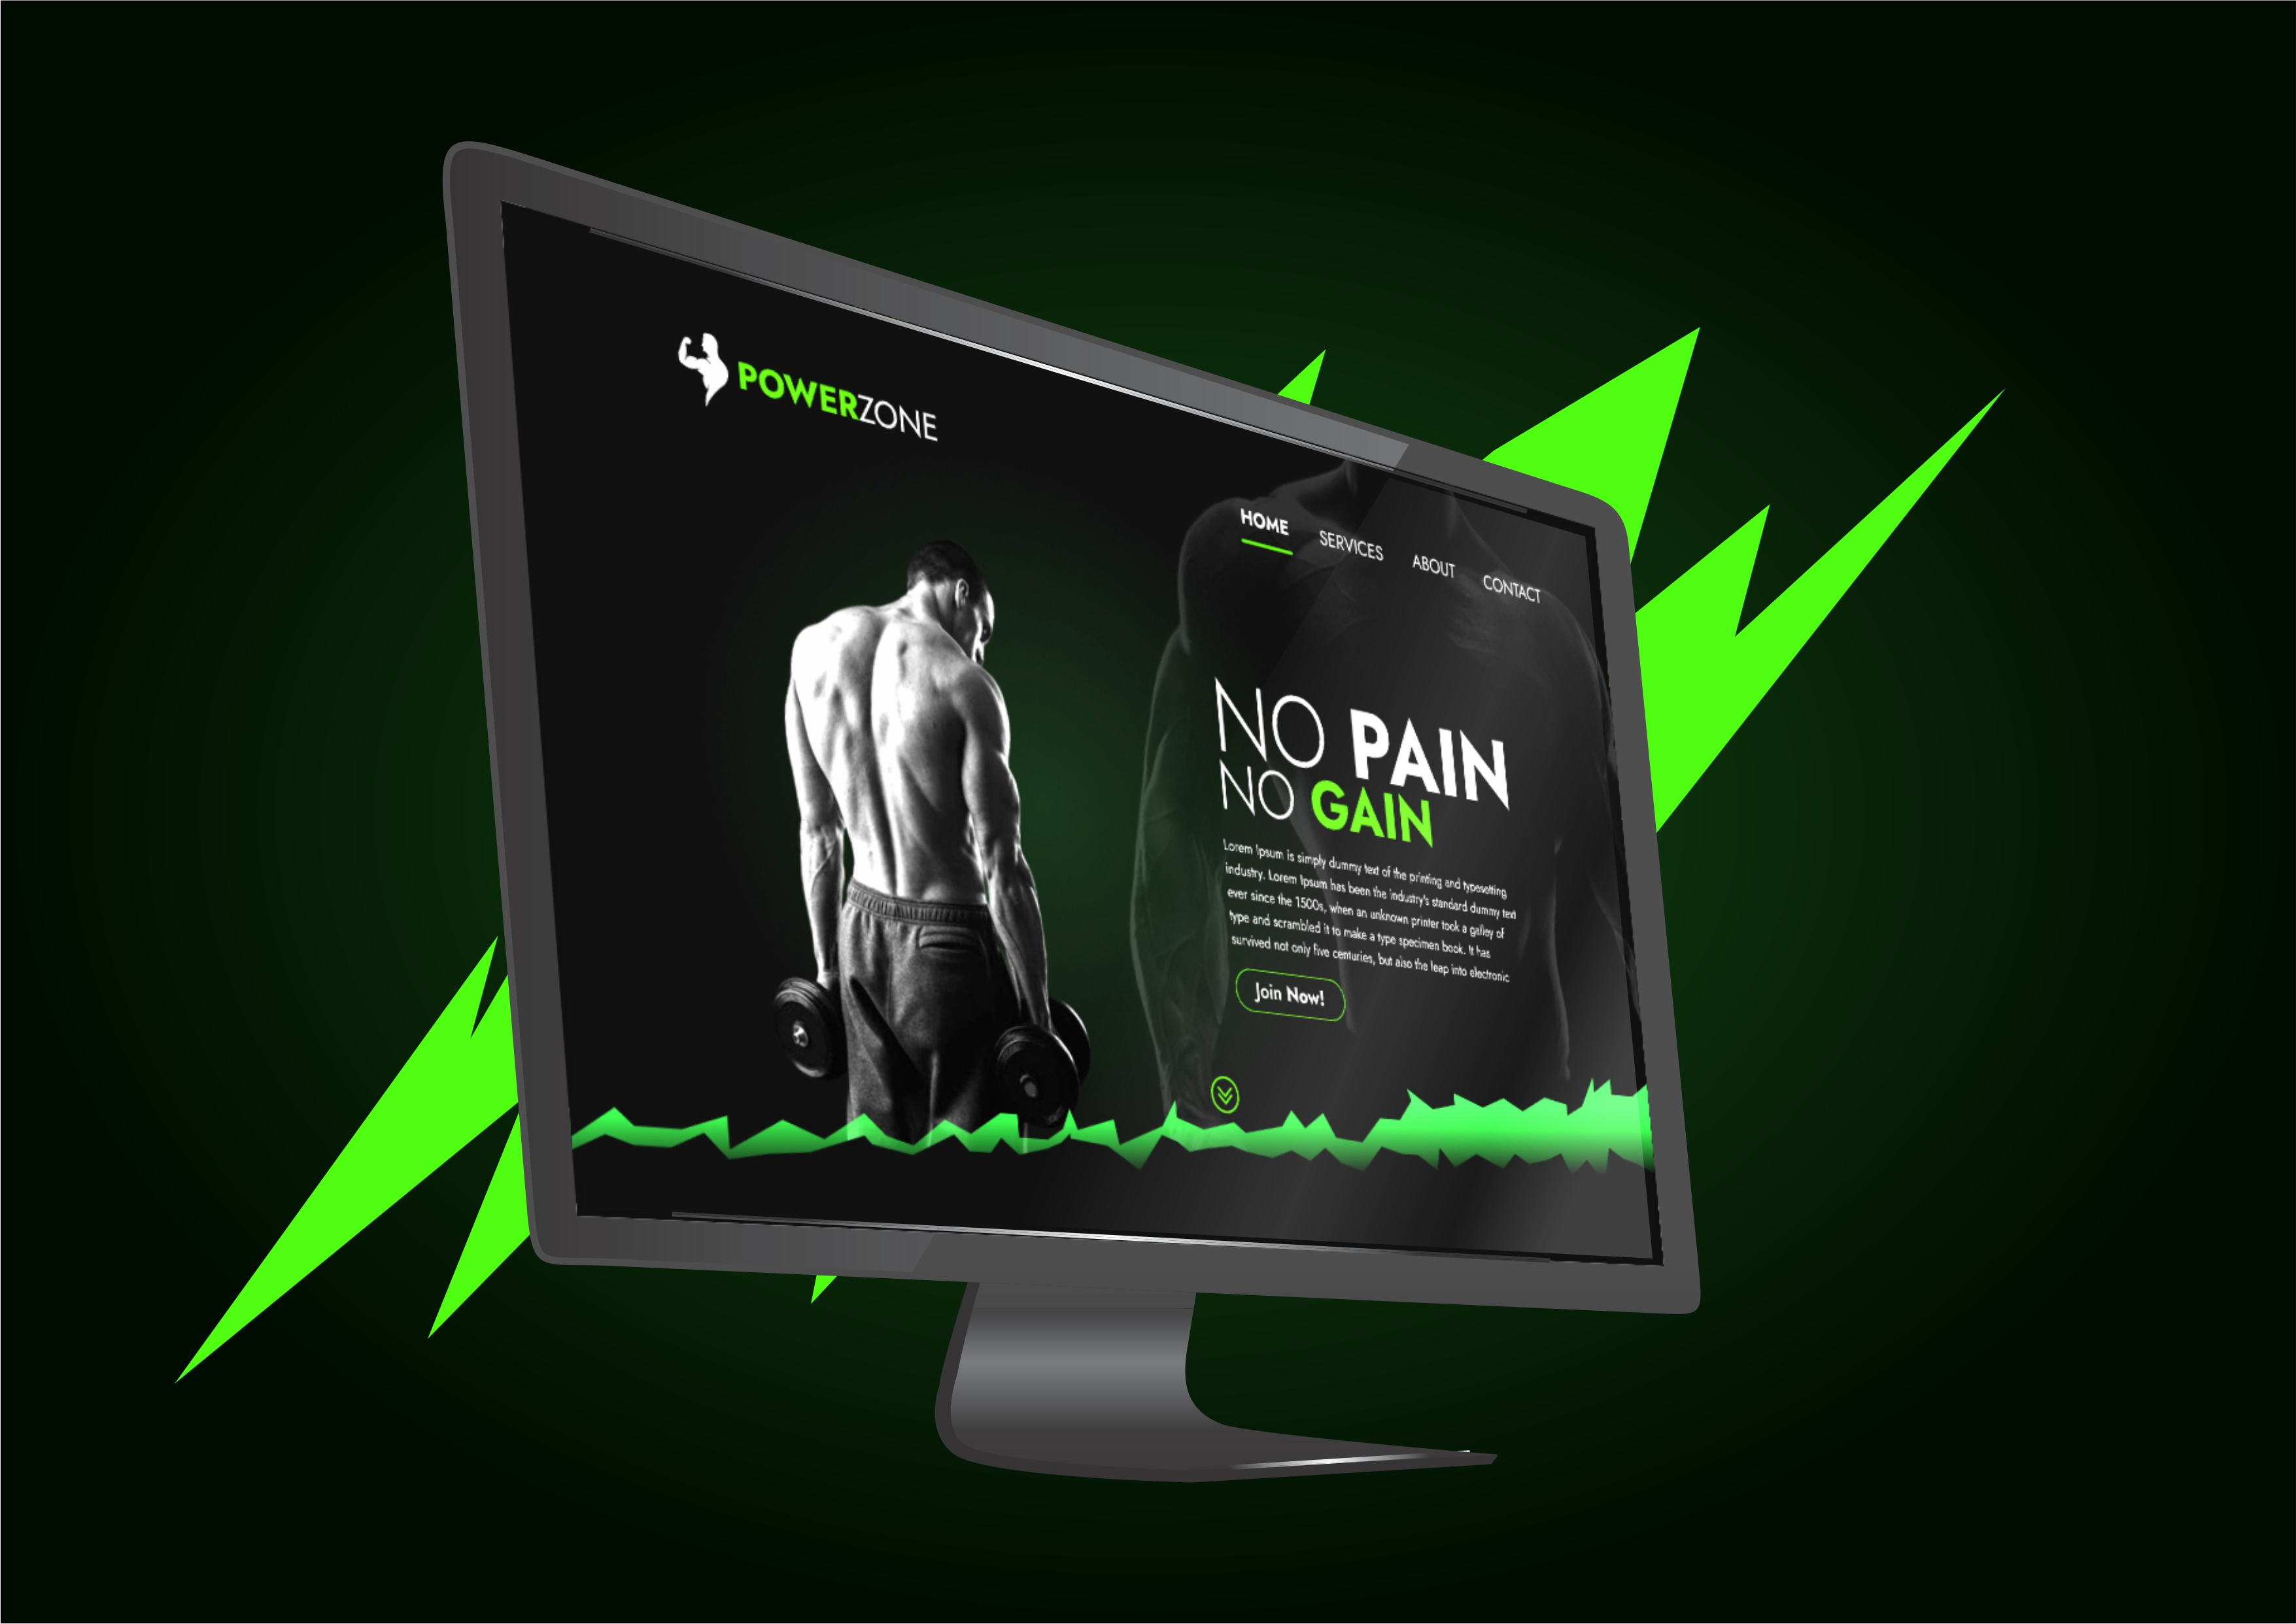 POWERZONE
HOME SERVICES ABOUT CONTACT
NO PAIN
NO GAIN
Lorem Ipsum is simply dummy text of the printing and typesetting
industry. Lorem Ipsum has been the industry's standard dummy text
ever since the 1500s, when an unknown printer took a galley of
type and scrambled it to make a type specimen book. It has
survived not only five centuries, but also the leap into electronic
Join Now!